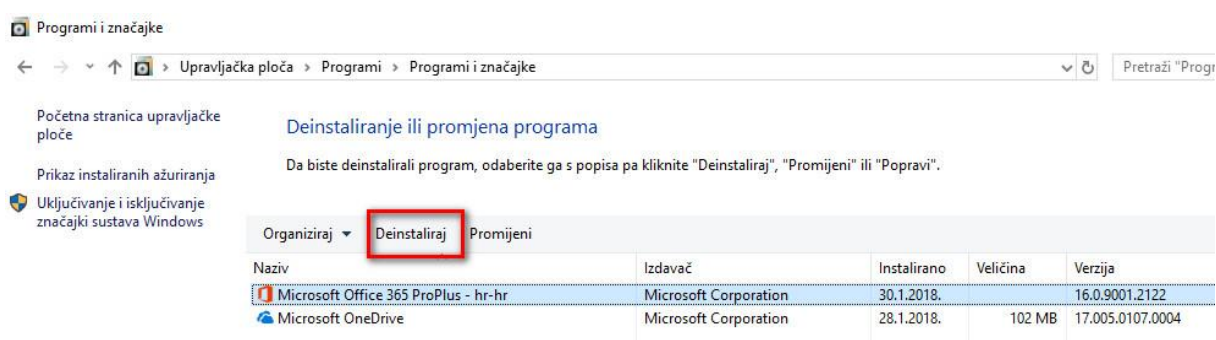 Programi i značajke
Upravljačka ploča > Programi > Programi i značajke
Pretraži "Progr
Početna stranica upravljačke
ploče
Prikaz instaliranih ažuriranja
Uključivanje i isključivanje
značajki sustava Windows
Deinstaliranje ili promjena programa
Da biste deinstalirali program, odaberite ga s popisa pa kliknite "Deinstaliraj", "Promijeni" ili "Popravi".
Organiziraj Deinstaliraj Promijeni
Naziv Izdavač Instalirano Veličina Verzija
Microsoft Office 365 ProPlus - hr-hr Microsoft Corporation 30.1.2018. 16.0.9001.2122
Microsoft OneDrive Microsoft Corporation 28.1.2018. 102 MB 17.005.0107.0004